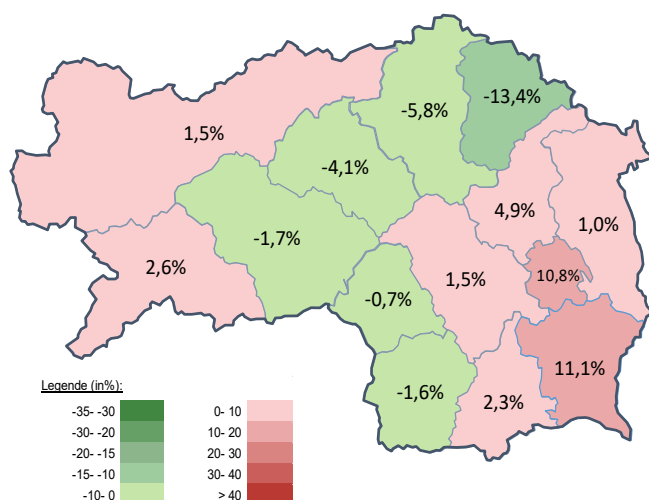 -13,4%
-5,8%
1,5%
-4,1%
4,9%
1,0%
-1,7%
2,6%
10,8%
1,5%
-0,7%
11,1%
-1,6%
2,3%
Legende (in%):
-35- -30 0- 10
-30- -20 10- 20
-20- -15 20- 30
-15- -10 30- 40
-10- 0 > 40